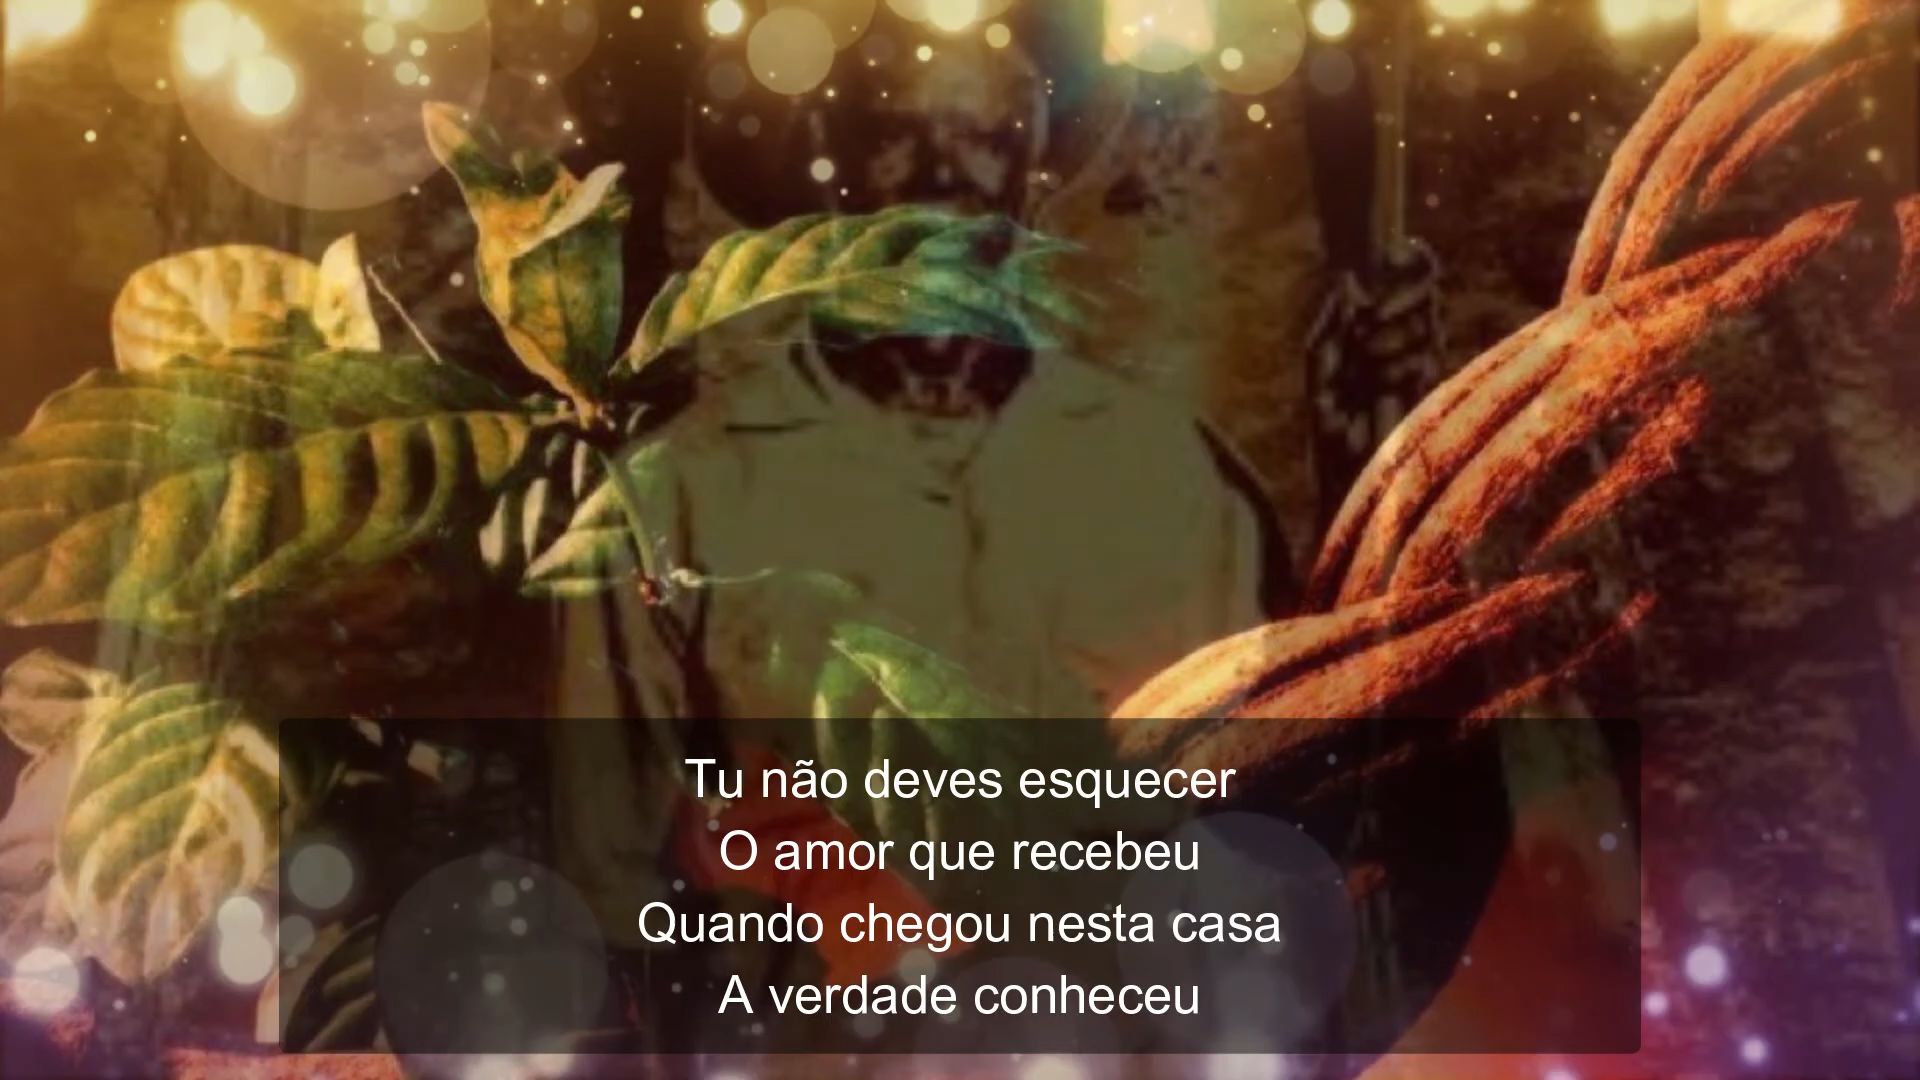 Tu não deves esquecer
O amor que recebeu
Quando chegou nesta casa
A verdade conheceu